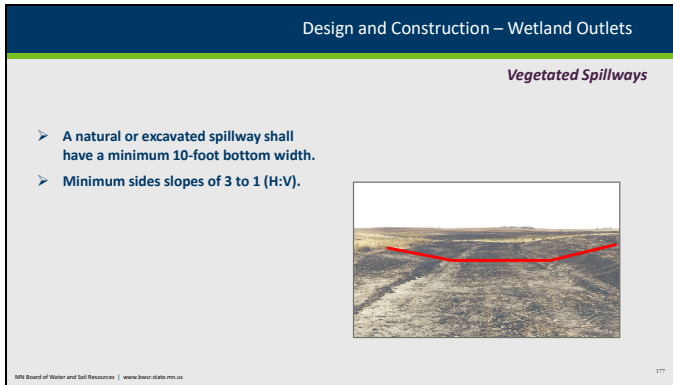 Design and Construction – Wetland Outlets
Vegetated Spillways
➢ A natural or excavated spillway shall
have a minimum 10-foot bottom width.
➢ Minimum sides slopes of 3 to 1 (H:V).
MN Board of Water and Soil Resources | www.bwsr.state.mn.us
177